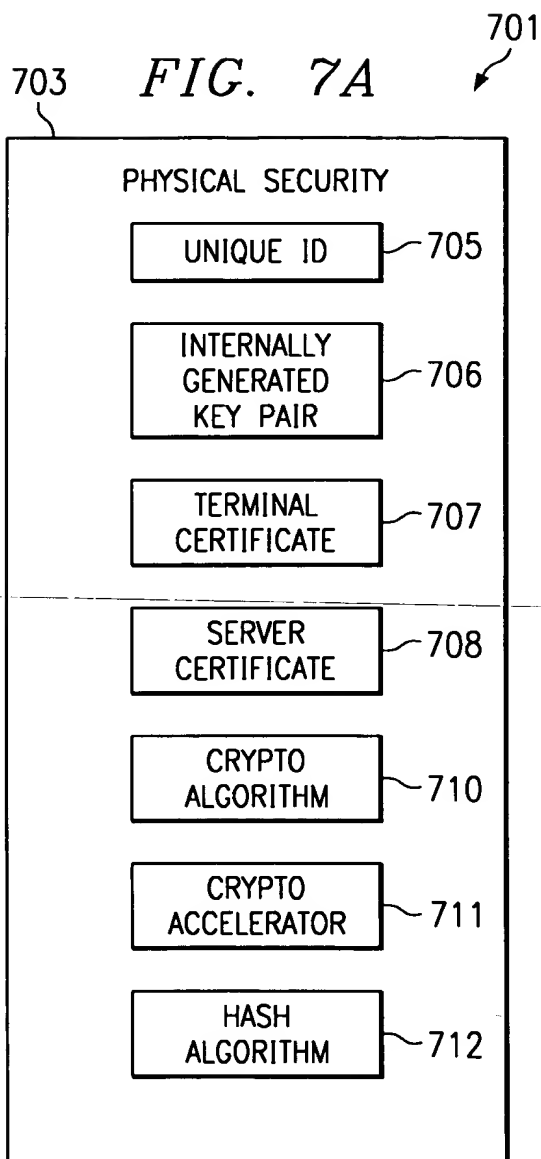 701
703 FIG. 7A
PHYSICAL SECURITY
UNIQUE ID 705
INTERNALLY
GENERATED
KEY PAIR
706
TERMINAL
CERTIFICATE
707
SERVER
CERTIFICATE
708
CRYPTO
ALGORITHM
710
CRYPTO
ACCELERATOR
711
HASH
ALGORITHM
712